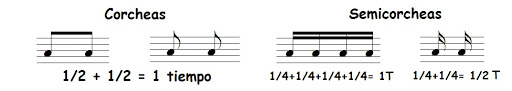 Corcheas
Semicorcheas
1/2 + 1/2 = 1 tiempo
1/4+1/4+1/4+1/4= 1T
1/4+1/4= 1/2 T